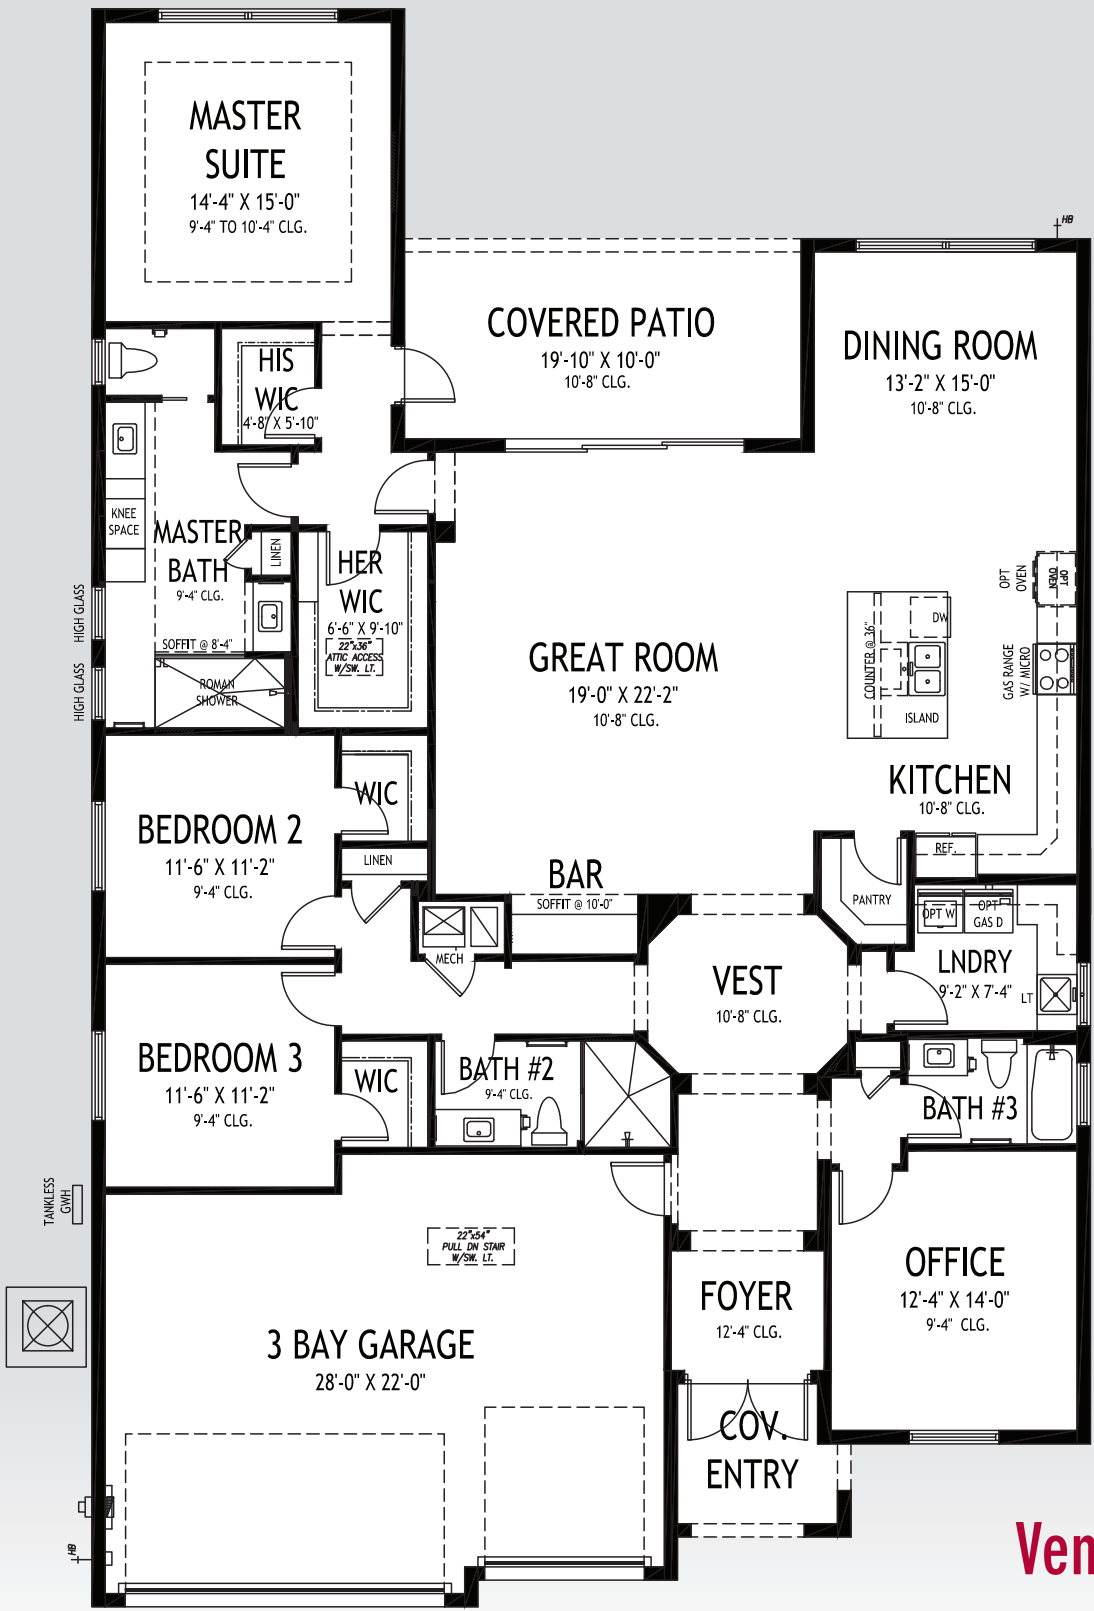 MASTER
SUITE
14'-4" X 15'-0"
9'-4" TO 10'-4" CLG.
HB
COVERED PATIO
19'-10" X 10'-0"
10'-8" CLG.
DINING ROOM
13'-2" X 15'-0"
10'-8" CLG.
HIS
WIC
4'-8" X 5'-10"
KNEE
SPACE
MASTER
BATH
9'-4" CLG.
LINEN
SOFFIT @ 8'-4"
HIGH GLASS
HIGH GLASS
ROMAN
SHOWER
HER
WIC
6'-6" X 9'-10"
22"x36"
ATTIC ACCESS
W/SW. LT.
GREAT ROOM
19'-0" X 22'-2"
10'-8" CLG.
OPT
OVEN
OPT
OVEN
DW
COUNTER @ 36"
GAS RANGE
W/ MICRO
ISLAND
KITCHEN
10'-8" CLG.
REF.
PANTRY
WIC
BEDROOM 2
11'-6" X 11'-2"
9'-4" CLG.
LINEN
BAR
SOFFIT @ 10'-0"
MECH
OPT W
OPT
GAS D
LNDRY
9'-2" X 7'-4"
LT
VEST
10'-8" CLG.
BEDROOM 3
11'-6" X 11'-2"
9'-4" CLG.
WIC
BATH #2
9'-4" CLG.
BATH #3
TANKLESS
GWH
22"x54"
PULL DN STAIR
W/SW. LT.
3 BAY GARAGE
28'-0" X 22'-0"
FOYER
12'-4" CLG.
OFFICE
12'-4" X 14'-0"
9'-4" CLG.
COV.
ENTRY
HB
Ven